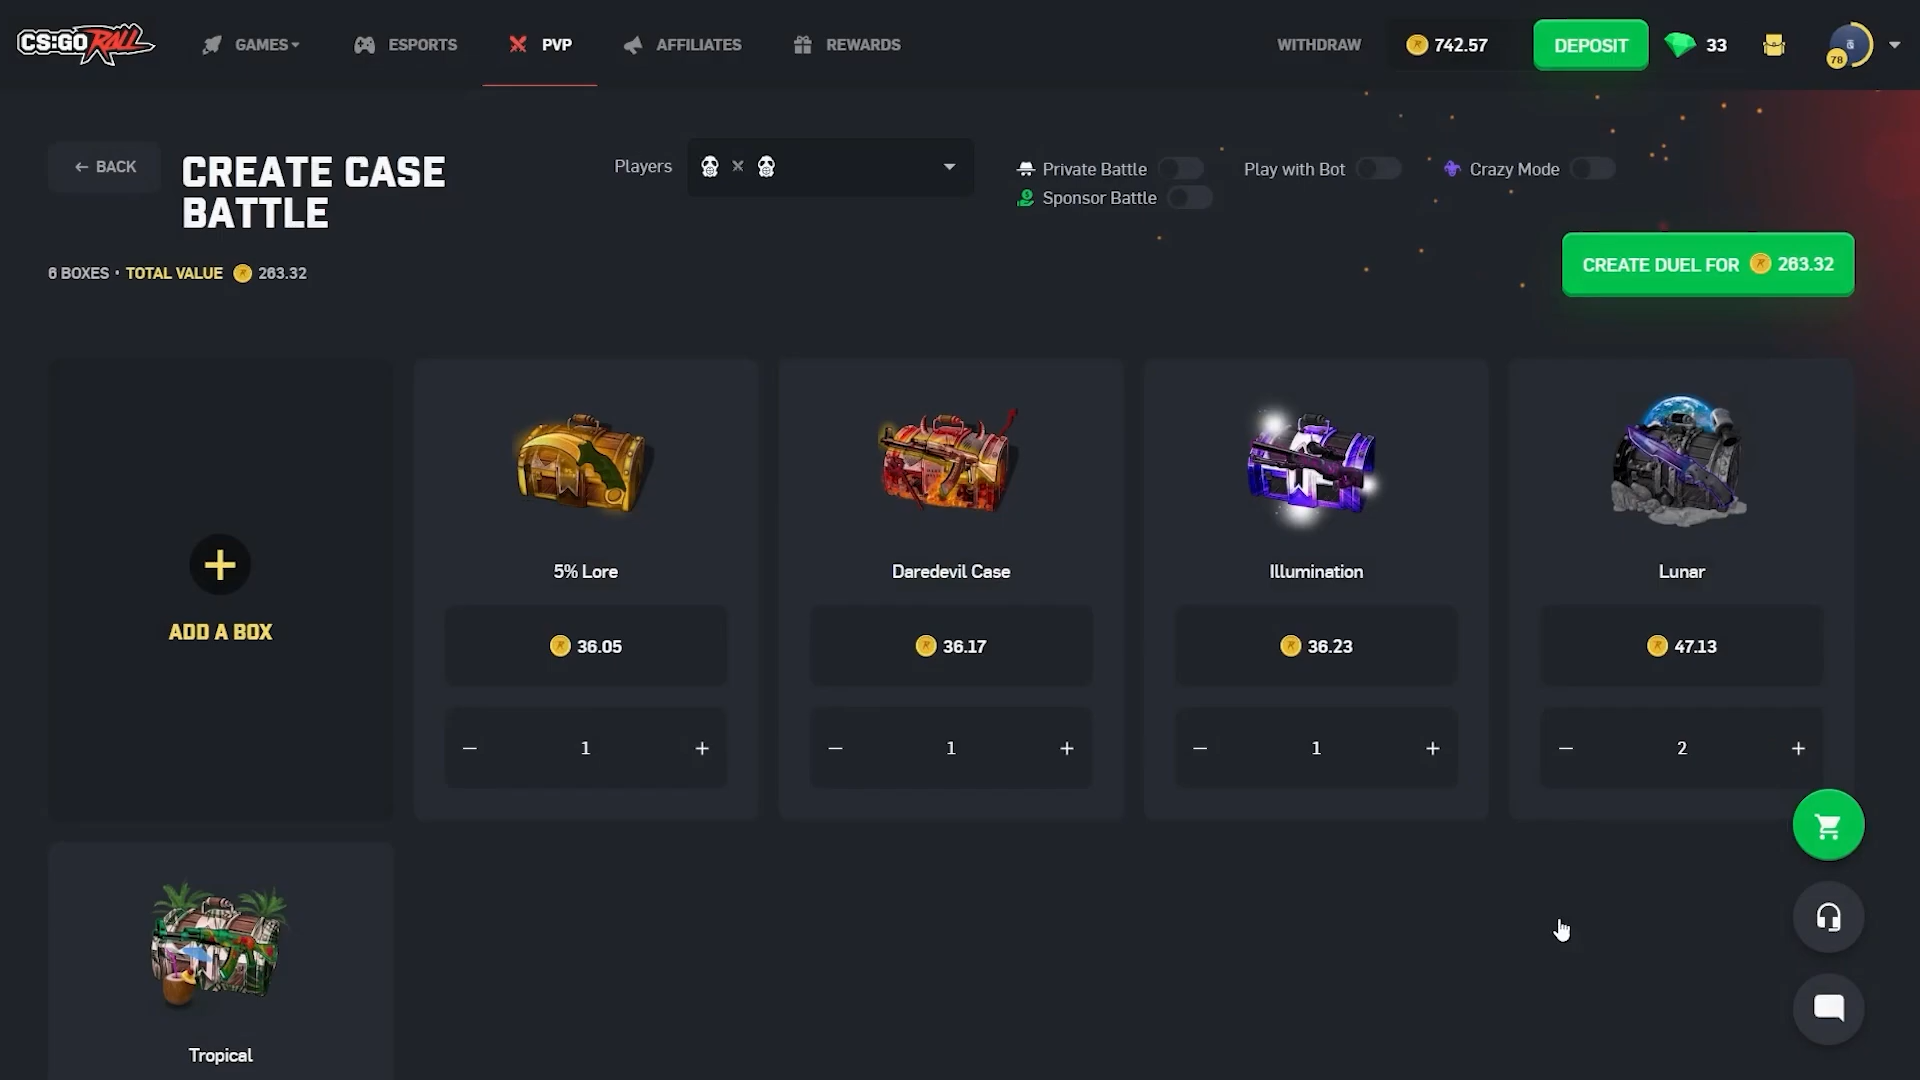 CS:GO ROLL GAMES ESPORTS PVP AFFILIATES REWARDS WITHDRAW 742.57 DEPOSIT 33 78
← BACK
CREATE CASE
BATTLE
Players
Private Battle Play with Bot Crazy Mode
Sponsor Battle
6 BOXES • TOTAL VALUE 263.32
CREATE DUEL FOR 263.32
+
ADD A BOX
5% Lore
36.05
− 1 +
Daredevil Case
36.17
− 1 +
Illumination
36.23
− 1 +
Lunar
47.13
− 2 +
Tropical